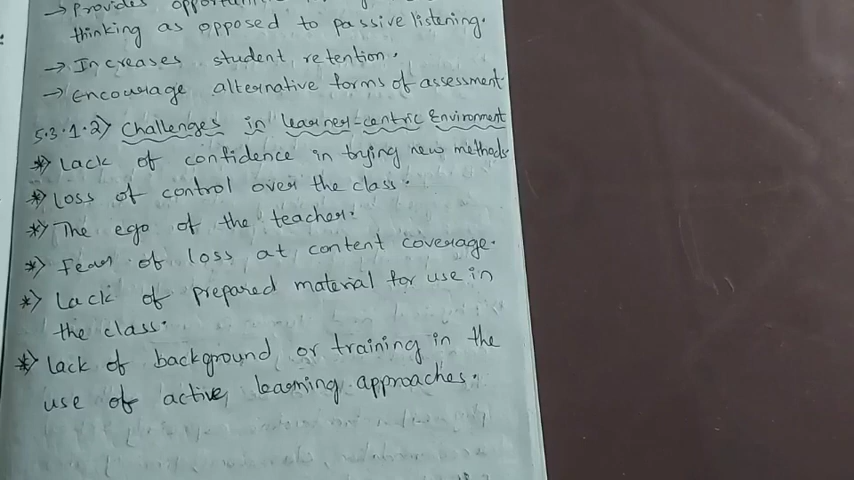 → Provides
thinking as opposed to passive listening.
→ Increases student retention.
→ Encourage alternative forms of assessment
5.3.1.2) Challenges in learner-centric Environment
*) Lack of confidence in trying new methods
*) Loss of control over the class.
*) The ego of the teacher.
*) Fear of loss at content coverage.
*) Lack of prepared material for use in
the class.
*) Lack of background or training in the
use of active learning approaches.